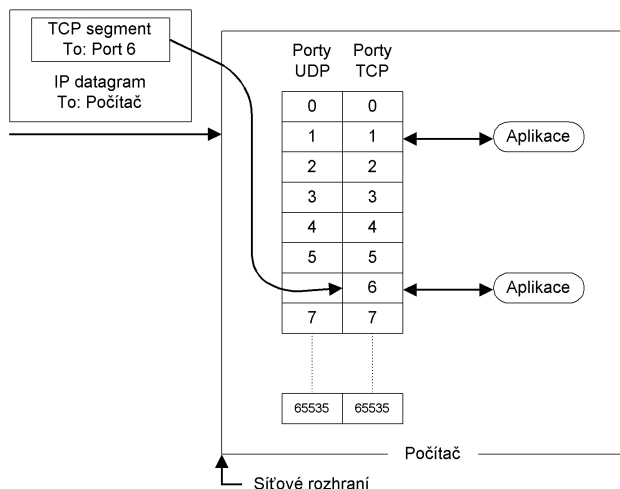 TCP segment
To: Port 6
IP datagram
To: Počítač
Porty UDP
Porty TCP
0 0
1 1 Aplikace
2 2
3 3
4 4
5 5
6 Aplikace
7 7
65535 65535
Počítač
Síťové rozhraní